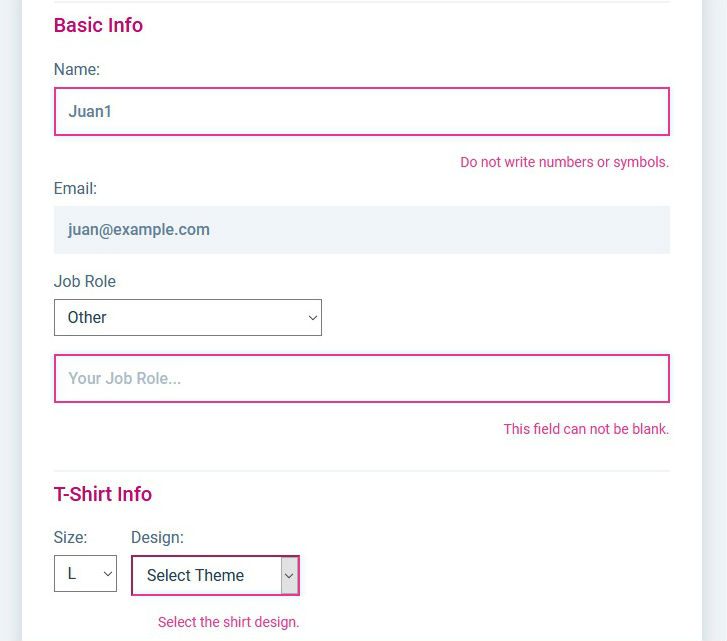 Basic Info
Name:
Juan1
Do not write numbers or symbols.
Email:
juan@example.com
Job Role
Other
Your Job Role...
This field can not be blank.
T-Shirt Info
Size: Design:
L Select Theme
Select the shirt design.